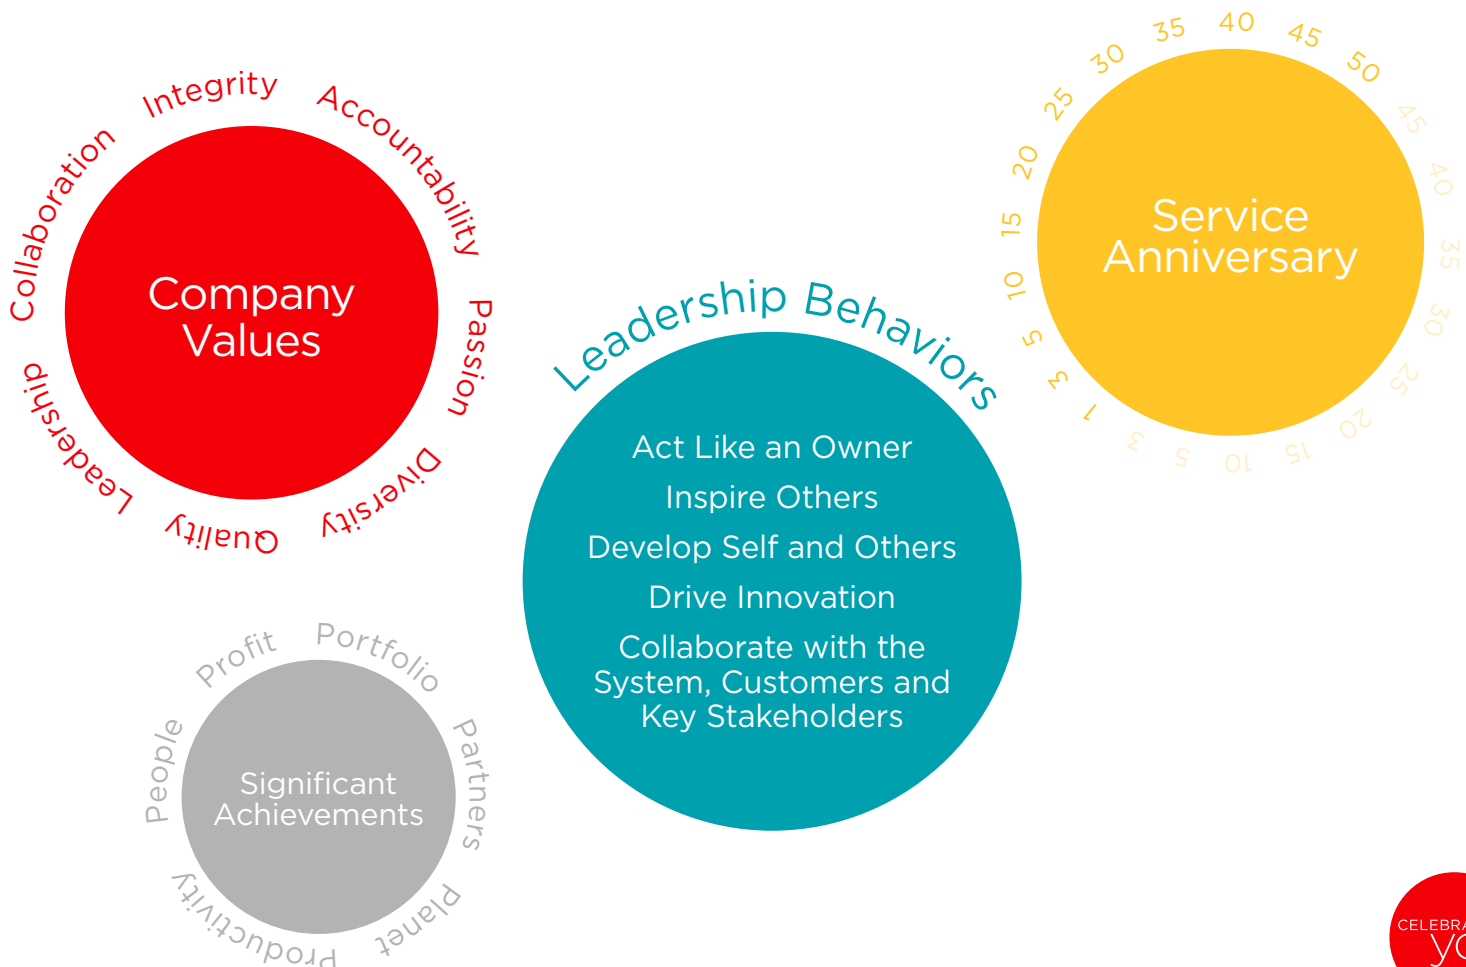 Integrity
Accountability
Passion
Diversity
Quality
Leadership
Collaboration
Company
Values
Leadership Behaviors
Act Like an Owner
Inspire Others
Develop Self and Others
Drive Innovation
Collaborate with the
System, Customers and
Key Stakeholders
1
3
5
10
15
20
25
30
35
40
45
50
45
40
35
30
25
20
15
10
5
3
Service
Anniversary
People
Profit
Portfolio
Partners
Planet
Productivity
Significant
Achievements